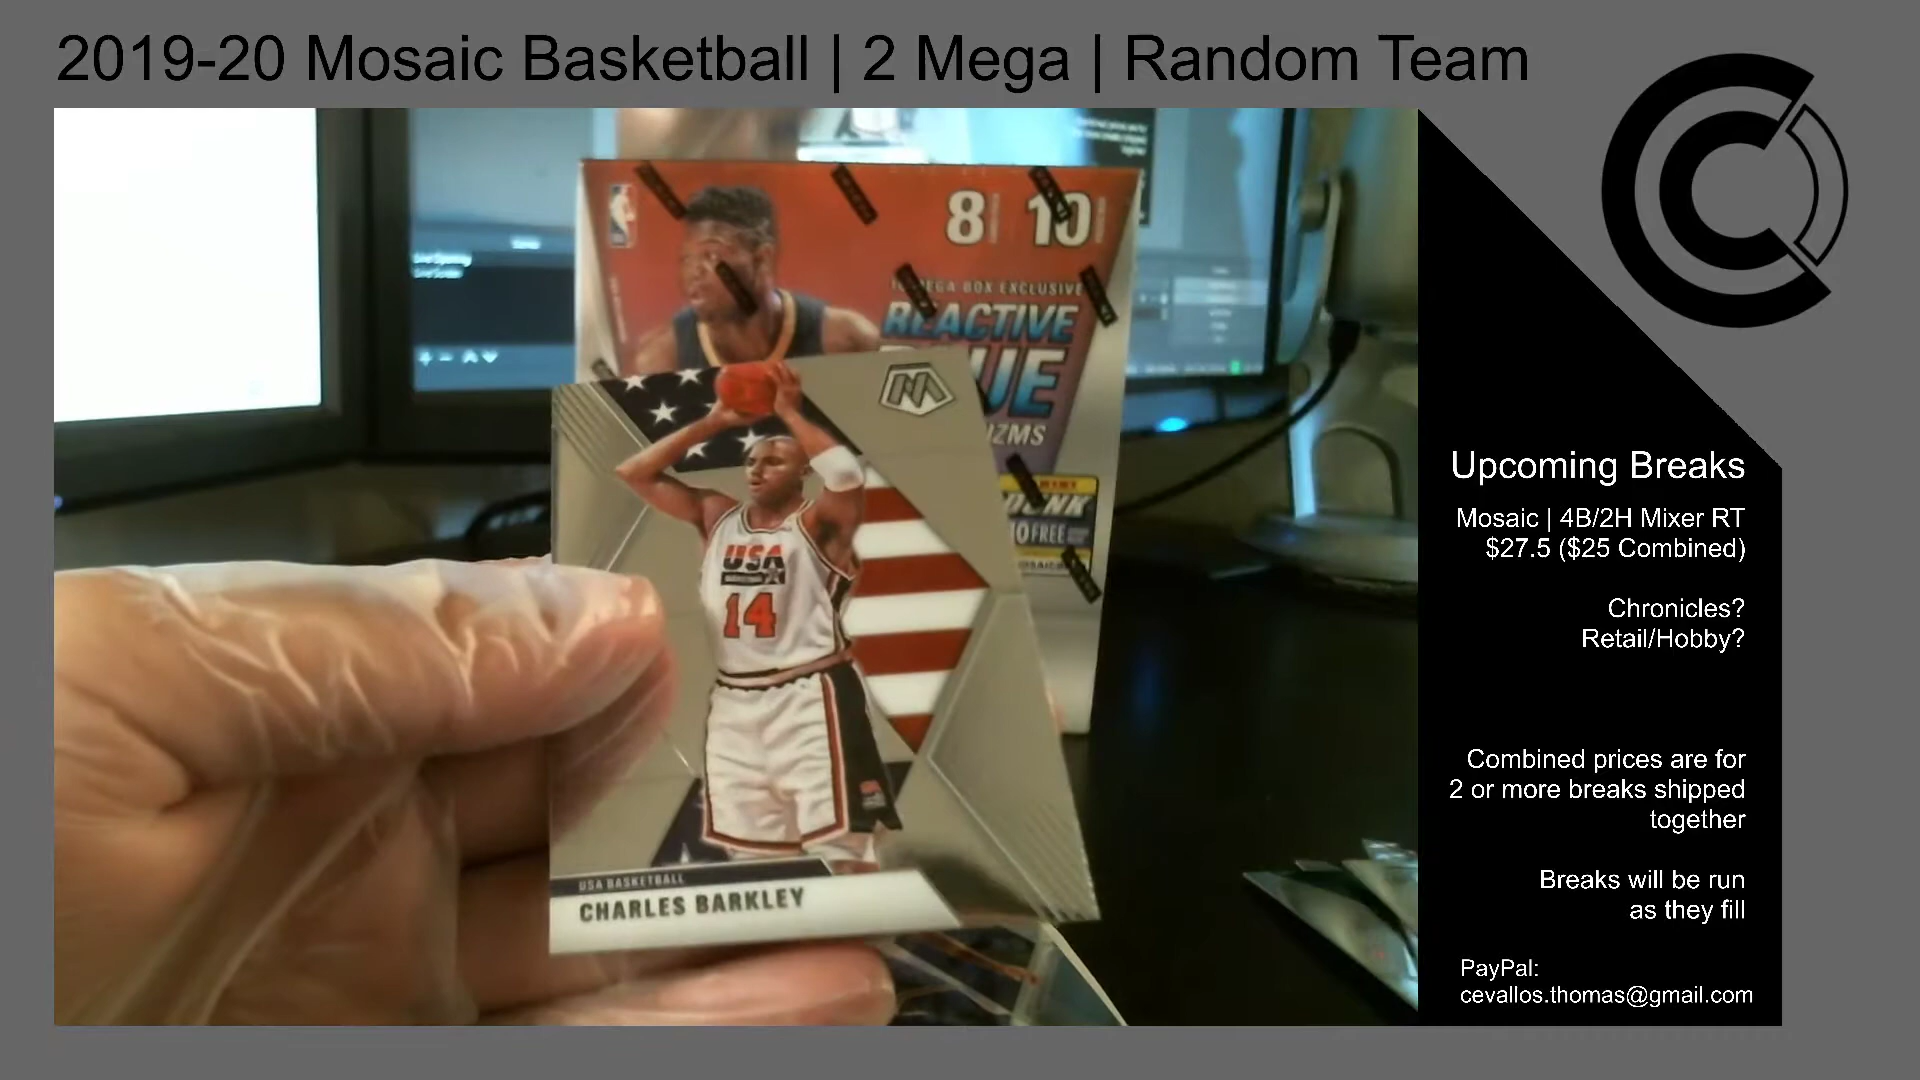 2019-20 Mosaic Basketball | 2 Mega | Random Team
8 10
MEGA BOX EXCLUSIVE
REACTIVE
USA
14
USA BASKETBALL
CHARLES BARKLEY
10 FREE
Upcoming Breaks
Mosaic | 4B/2H Mixer RT
$27.5 ($25 Combined)
Chronicles?
Retail/Hobby?
Combined prices are for
2 or more breaks shipped
together
Breaks will be run
as they fill
PayPal:
cevallos.thomas@gmail.com